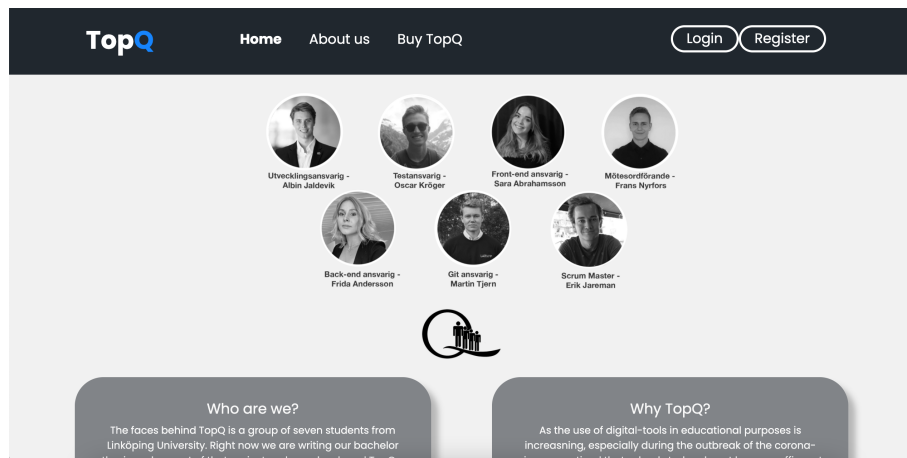 TopQ Home About us Buy TopQ Login Register
Utvecklingsansvarig -
Albin Jaldevik
Testansvarig -
Oscar Kröger
Front-end ansvarig -
Sara Abrahamsson
Mötesordförande -
Frans Nyrfors
Back-end ansvarig -
Frida Andersson
Git ansvarig -
Martin Tjern
Scrum Master -
Erik Jareman
Who are we?
The faces behind TopQ is a group of seven students from
Linköping University. Right now we are writing our bachelor
Why TopQ?
As the use of digital-tools in educational purposes is
increasning, especially during the outbreak of the corona-